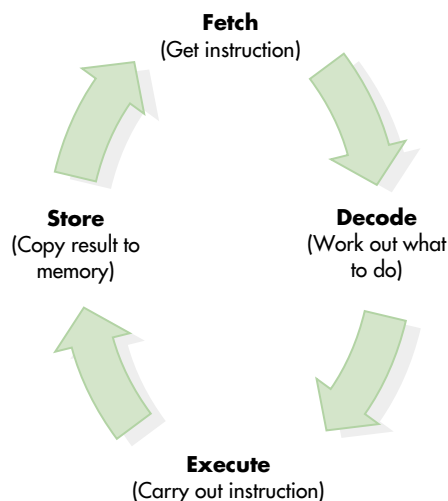 Fetch
(Get instruction)
Decode
(Work out what
to do)
Execute
(Carry out instruction)
Store
(Copy result to
memory)